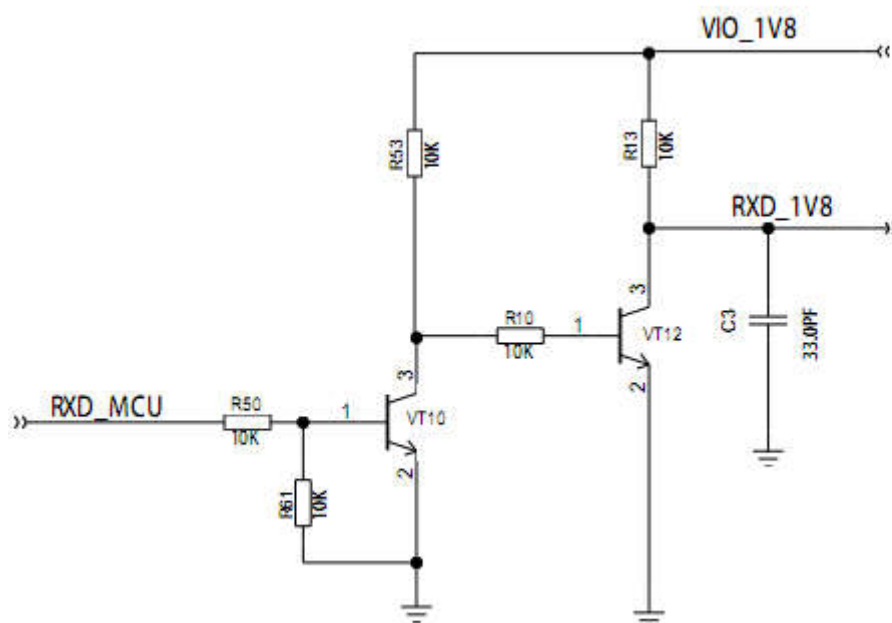 VIO_1V8
R53
10K
R13
10K
RXD_1V8
3
R10
1
10K
VT12
C3
33.0PF
3
2
RXD_MCU
R50
10K
1
VT10
2
R61
10K